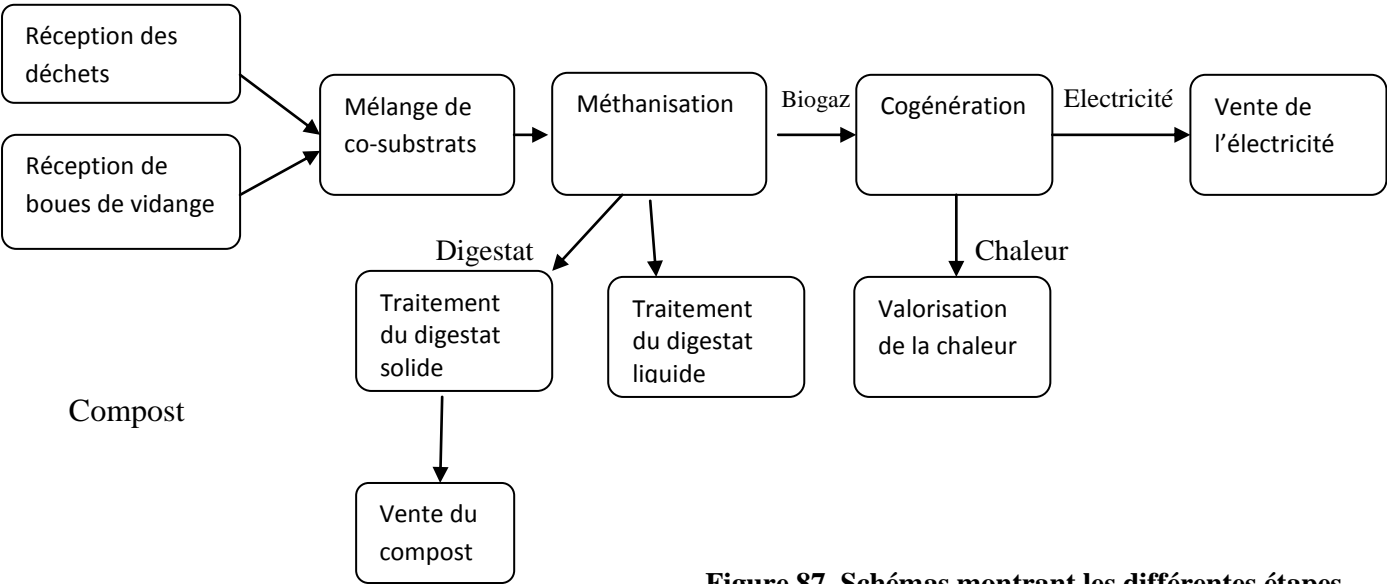 Réception des
déchets
Réception de
boues de vidange
Mélange de
co-substrats
Méthanisation
Biogaz
Cogénération
Electricité
Vente de
l’électricité
Digestat
Chaleur
Traitement
du digestat
solide
Traitement
du digestat
liquide
Valorisation
de la chaleur
Compost
Vente du
compost
Figure 87. Schémas montrant les différentes étapes